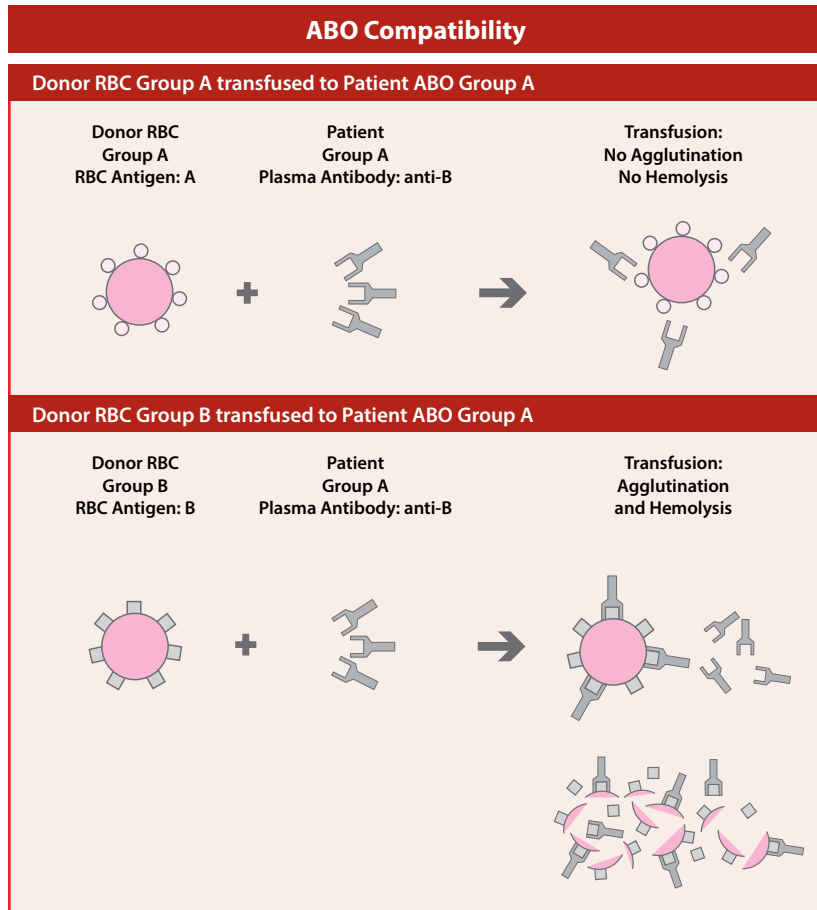 ABO Compatibility
Donor RBC Group A transfused to Patient ABO Group A
Donor RBC
Group A
RBC Antigen: A
Patient
Group A
Plasma Antibody: anti-B
Transfusion:
No Agglutination
No Hemolysis
Donor RBC Group B transfused to Patient ABO Group A
Donor RBC
Group B
RBC Antigen: B
Patient
Group A
Plasma Antibody: anti-B
Transfusion:
Agglutination
and Hemolysis